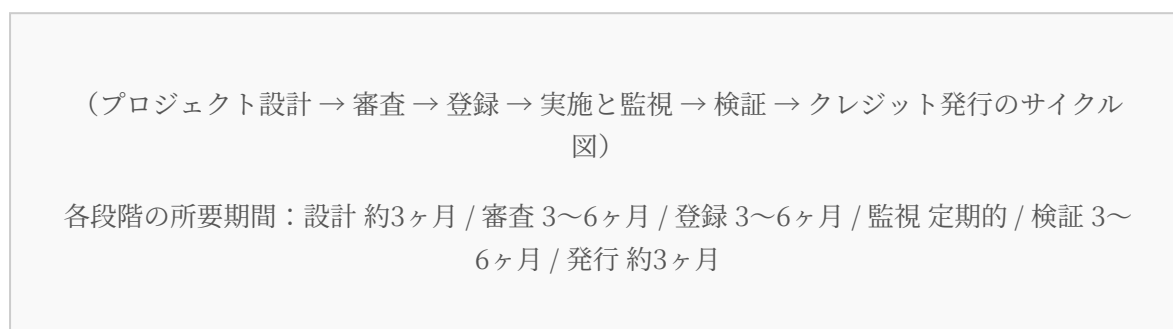 （プロジェクト設計 → 審査 → 登録 → 実施と監視 → 検証 → クレジット発行のサイクル
図）
各段階の所要期間：設計 約3ヶ月 / 審査 3〜6ヶ月 / 登録 3〜6ヶ月 / 監視 定期的 / 検証 3〜
6ヶ月 / 発行 約3ヶ月